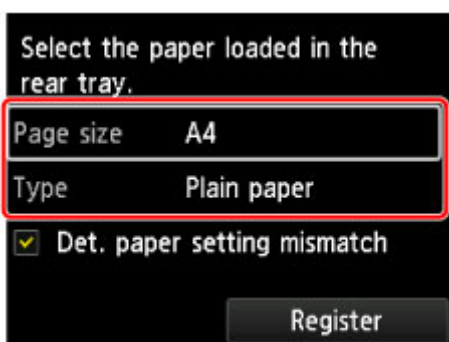 Select the paper loaded in the
rear tray.
Page size A4
Type Plain paper
Det. paper setting mismatch
Register